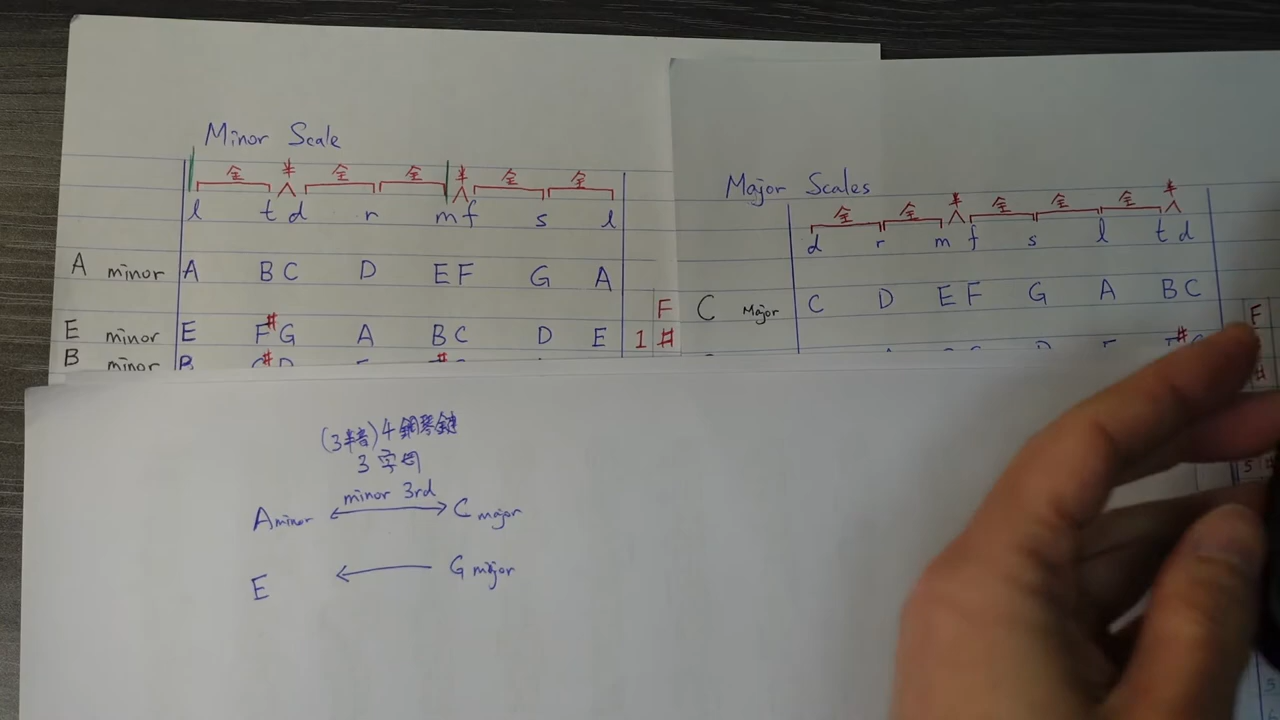 Minor Scale
全 半 全 全 半 全 全
l t d r m f s l
A minor A B C D E F G A
E minor E F# G A B C D E 1 #
F
B minor B
Major Scales
全 全 半 全 全 全 半
d r m f s l t d
C Major C D E F G A B C
F
#
(3半音) 4鋼琴鍵
3字母
minor 3rd
A minor C major
E G major